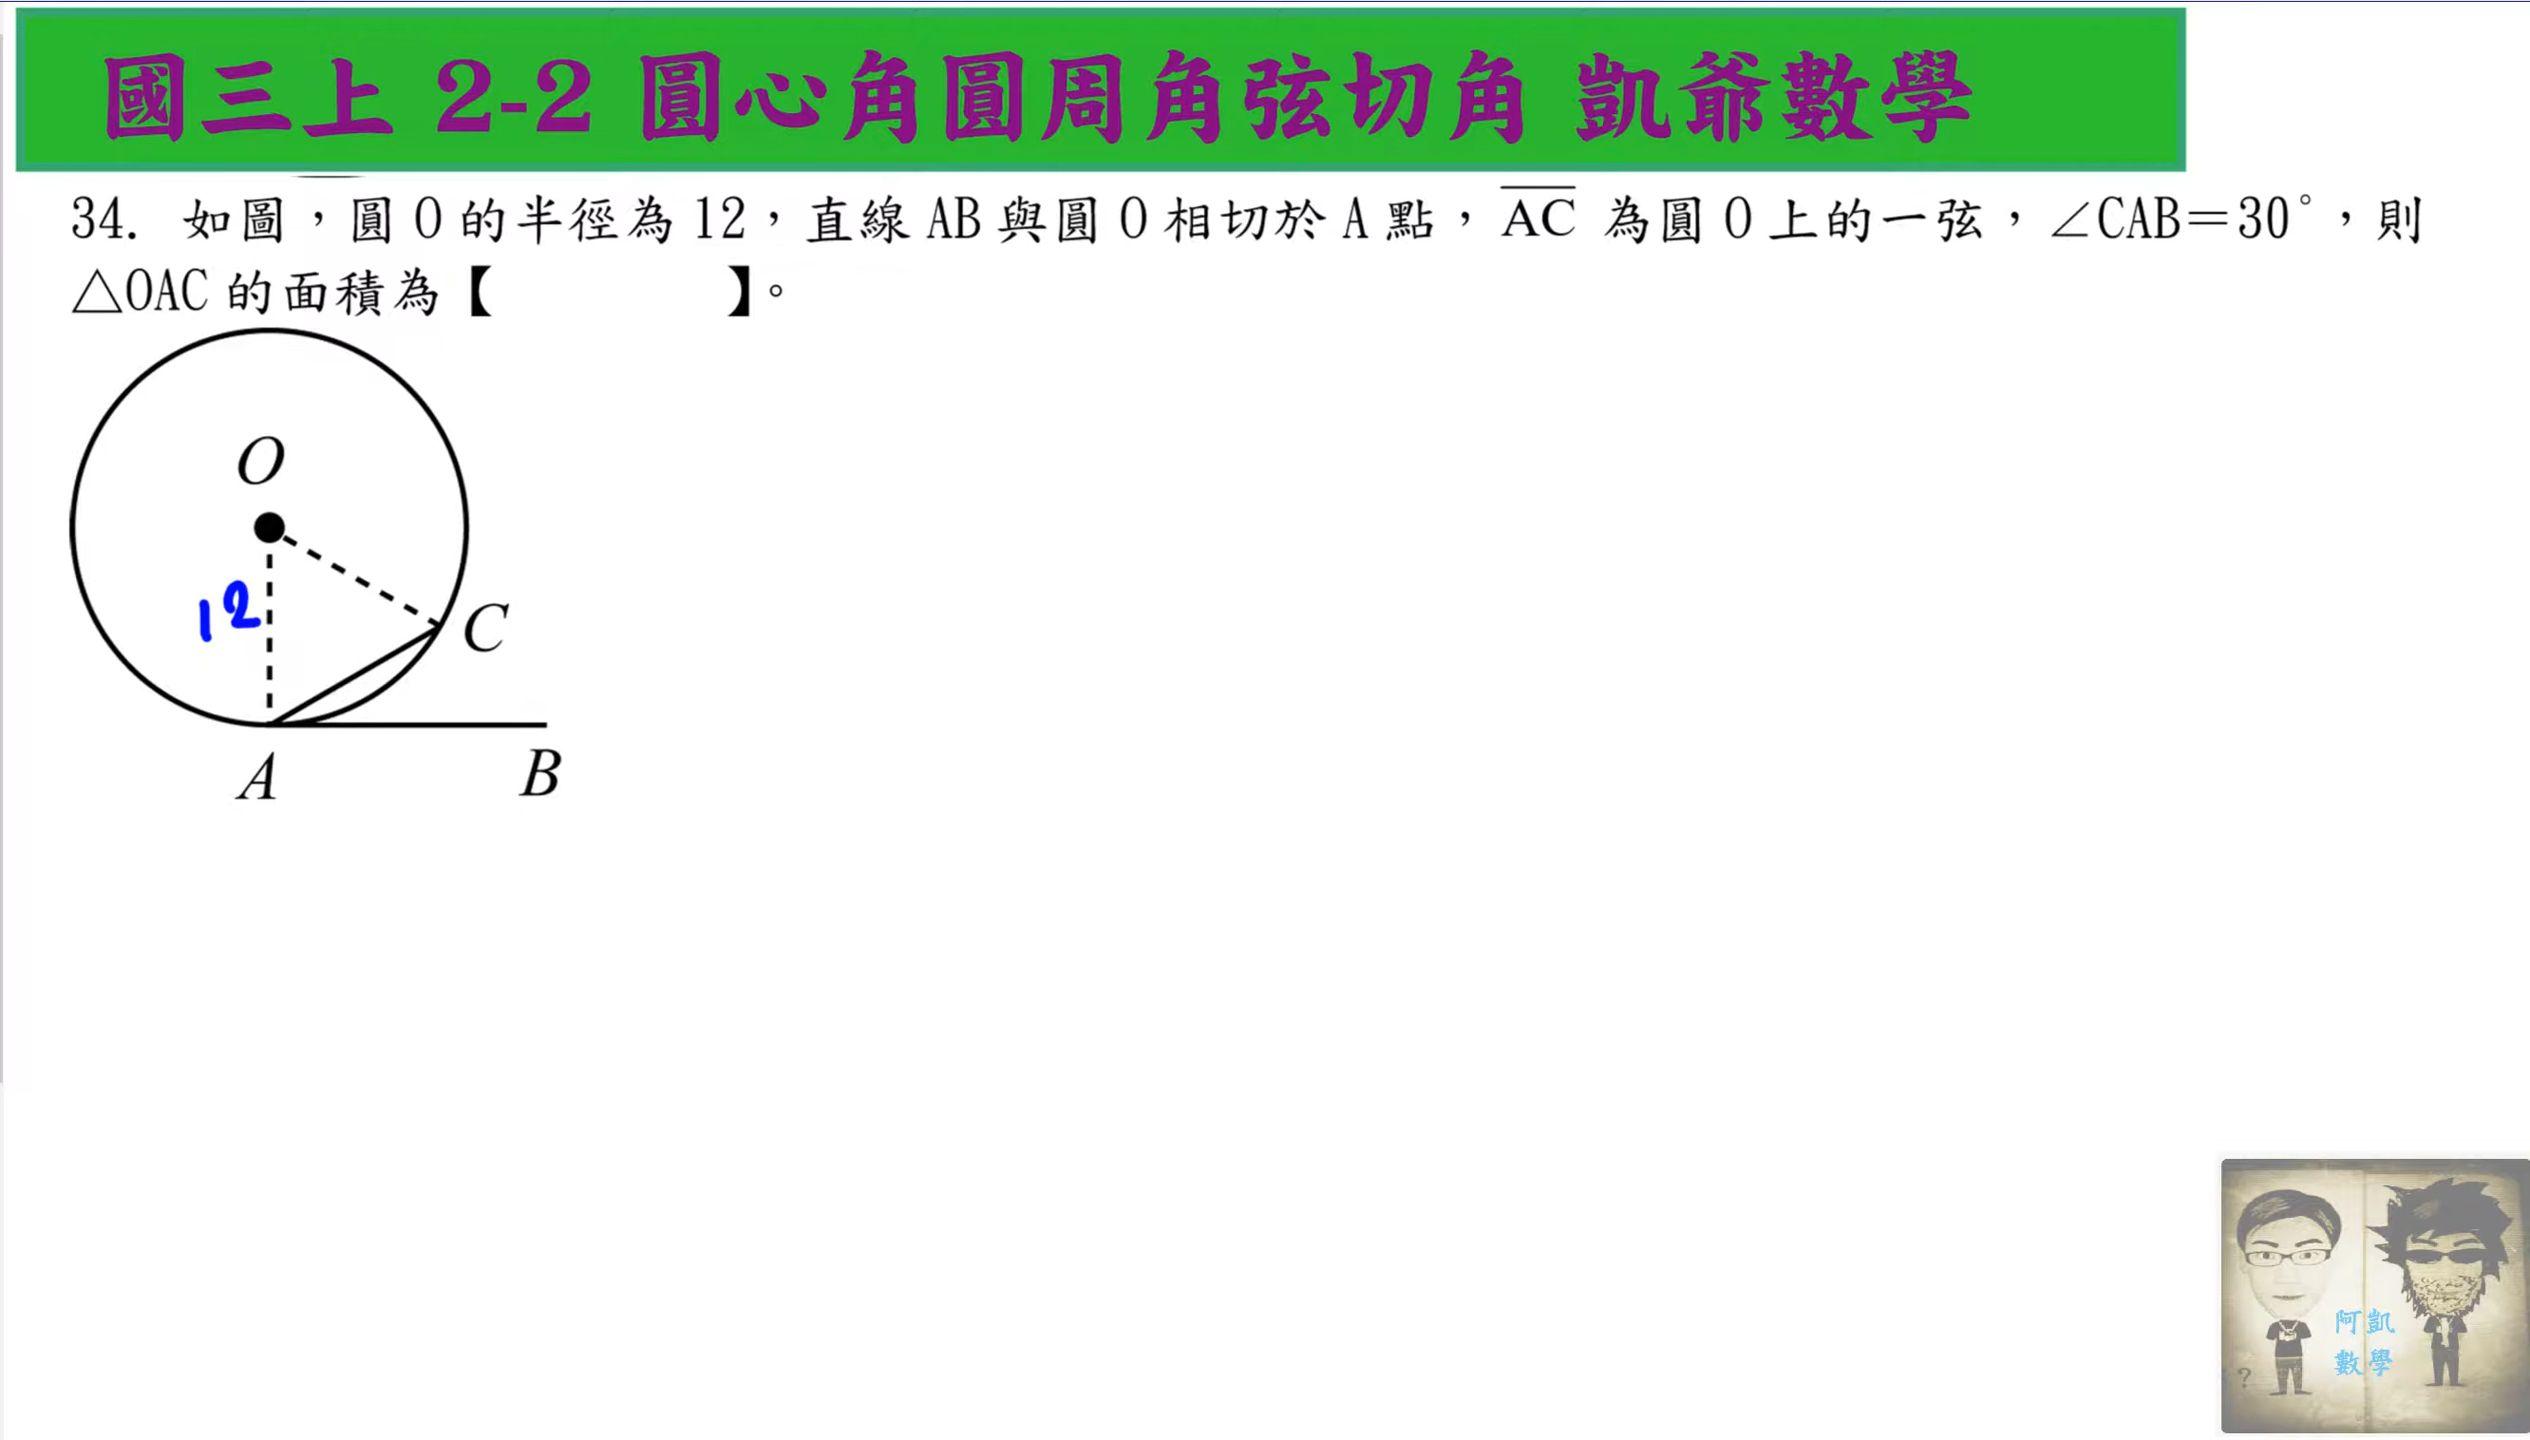 國三上 2-2 圓心角圓周角弦切角 凱爺數學
34. 如圖，圓 O 的半徑為 12，直線 AB 與圓 O 相切於 A 點，AC 為圓 O 上的一弦，∠CAB=30°，則
△OAC 的面積為【 】。
O
12
C
A
B
阿凱
數學
?